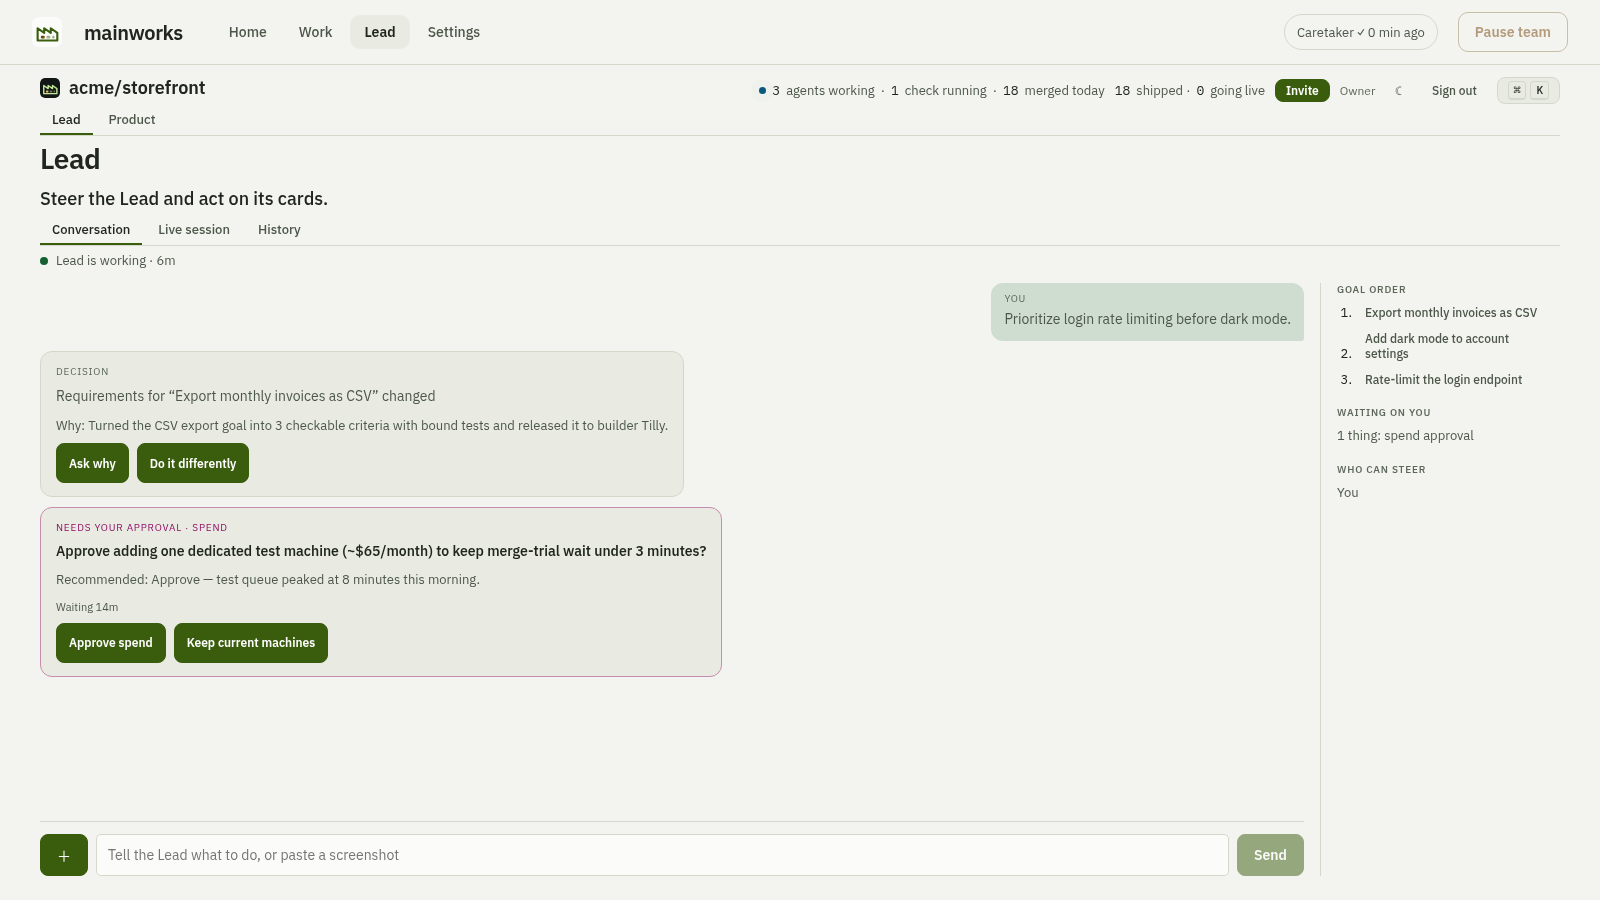 mainworks
Home
Work
Lead
Settings
Caretaker ✓ 0 min ago
Pause team
acme/storefront
3 agents working · 1 check running · 18 merged today 18 shipped · 0 going live
Invite
Owner
☾
Sign out
⌘ K
Lead
Product
Lead
Steer the Lead and act on its cards.
Conversation
Live session
History
Lead is working · 6m
YOU
Prioritize login rate limiting before dark mode.
DECISION
Requirements for “Export monthly invoices as CSV” changed
Why: Turned the CSV export goal into 3 checkable criteria with bound tests and released it to builder Tilly.
Ask why
Do it differently
NEEDS YOUR APPROVAL · SPEND
Approve adding one dedicated test machine (~$65/month) to keep merge-trial wait under 3 minutes?
Recommended: Approve — test queue peaked at 8 minutes this morning.
Waiting 14m
Approve spend
Keep current machines
+
Tell the Lead what to do, or paste a screenshot
Send
GOAL ORDER
1. Export monthly invoices as CSV
2. Add dark mode to account
settings
3. Rate-limit the login endpoint
WAITING ON YOU
1 thing: spend approval
WHO CAN STEER
You